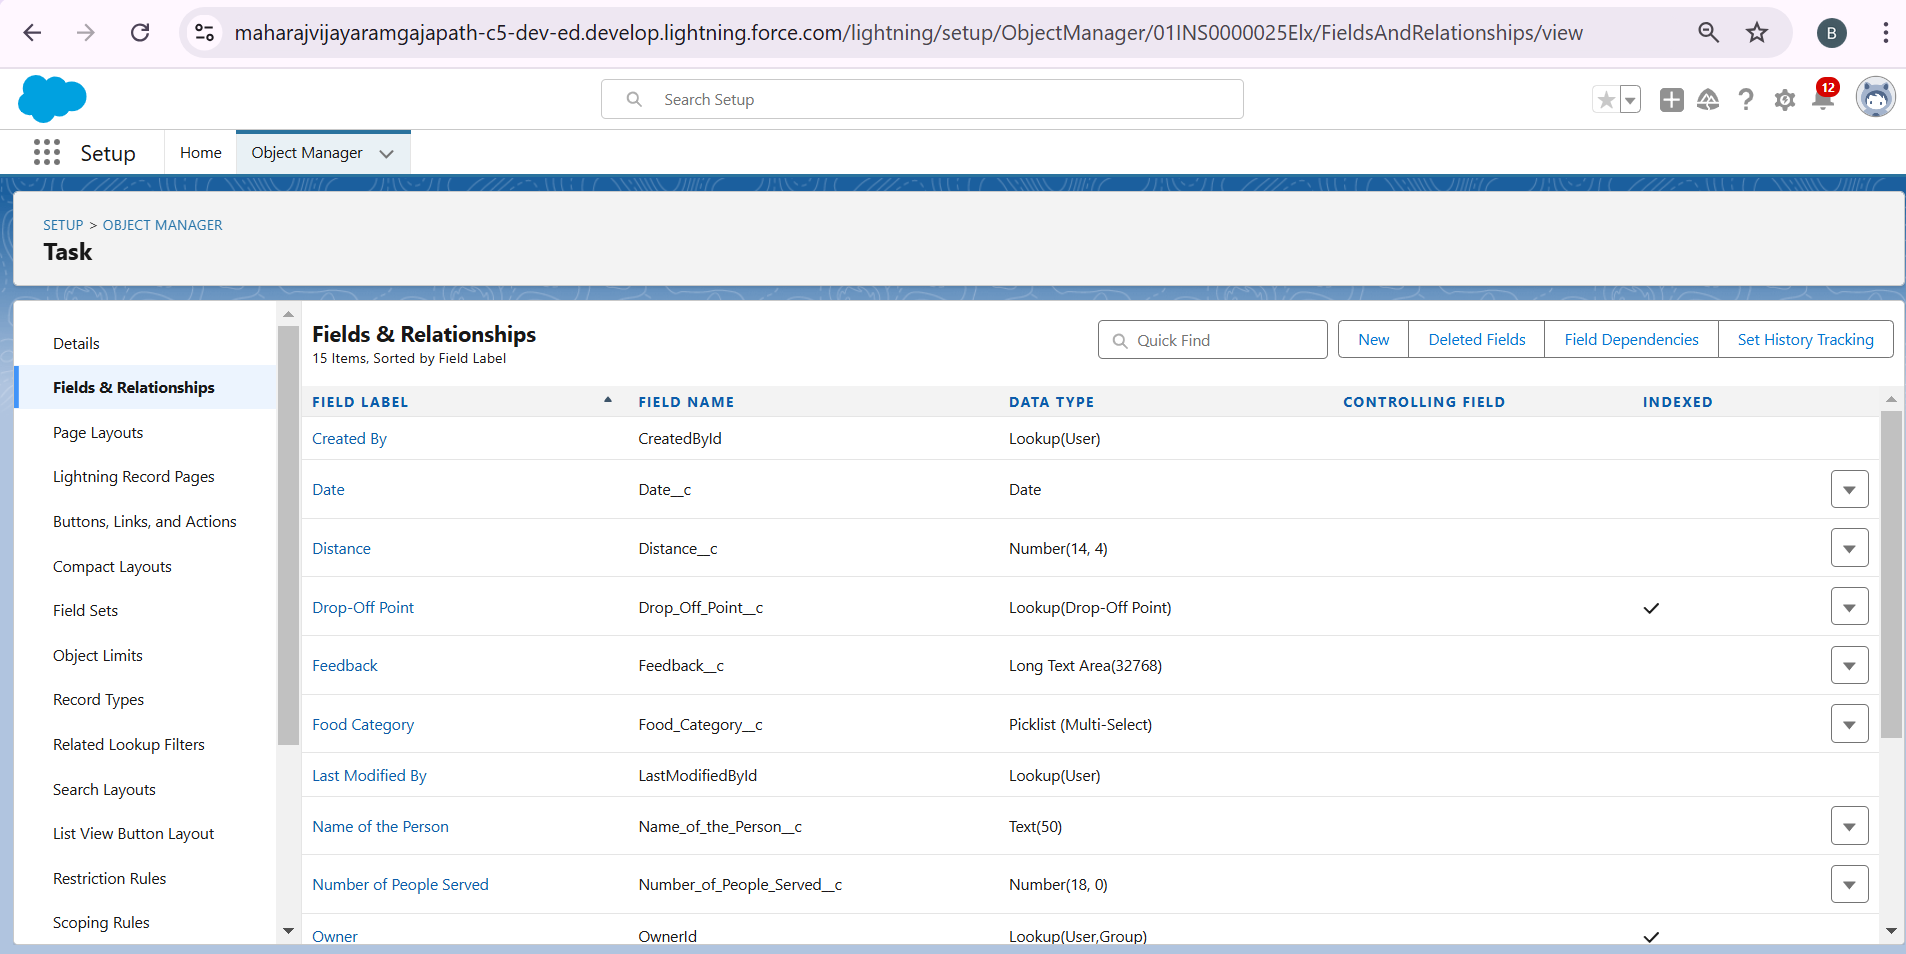 maharajvijayaramgajapath-c5-dev-ed.develop.lightning.force.com/lightning/setup/ObjectManager/01INS0000025Elx/FieldsAndRelationships/view
B
Search Setup
12
Setup
Home
Object Manager
SETUP > OBJECT MANAGER
Task
Details
Fields & Relationships
Page Layouts
Lightning Record Pages
Buttons, Links, and Actions
Compact Layouts
Field Sets
Object Limits
Record Types
Related Lookup Filters
Search Layouts
List View Button Layout
Restriction Rules
Scoping Rules
Fields & Relationships
15 Items, Sorted by Field Label
Quick Find
New
Deleted Fields
Field Dependencies
Set History Tracking
FIELD LABEL FIELD NAME DATA TYPE CONTROLLING FIELD INDEXED
Created By CreatedById Lookup(User)
Date Date__c Date
Distance Distance__c Number(14, 4)
Drop-Off Point Drop_Off_Point__c Lookup(Drop-Off Point)
Feedback Feedback__c Long Text Area(32768)
Food Category Food_Category__c Picklist (Multi-Select)
Last Modified By LastModifiedById Lookup(User)
Name of the Person Name_of_the_Person__c Text(50)
Number of People Served Number_of_People_Served__c Number(18, 0)
Owner OwnerId Lookup(User,Group)